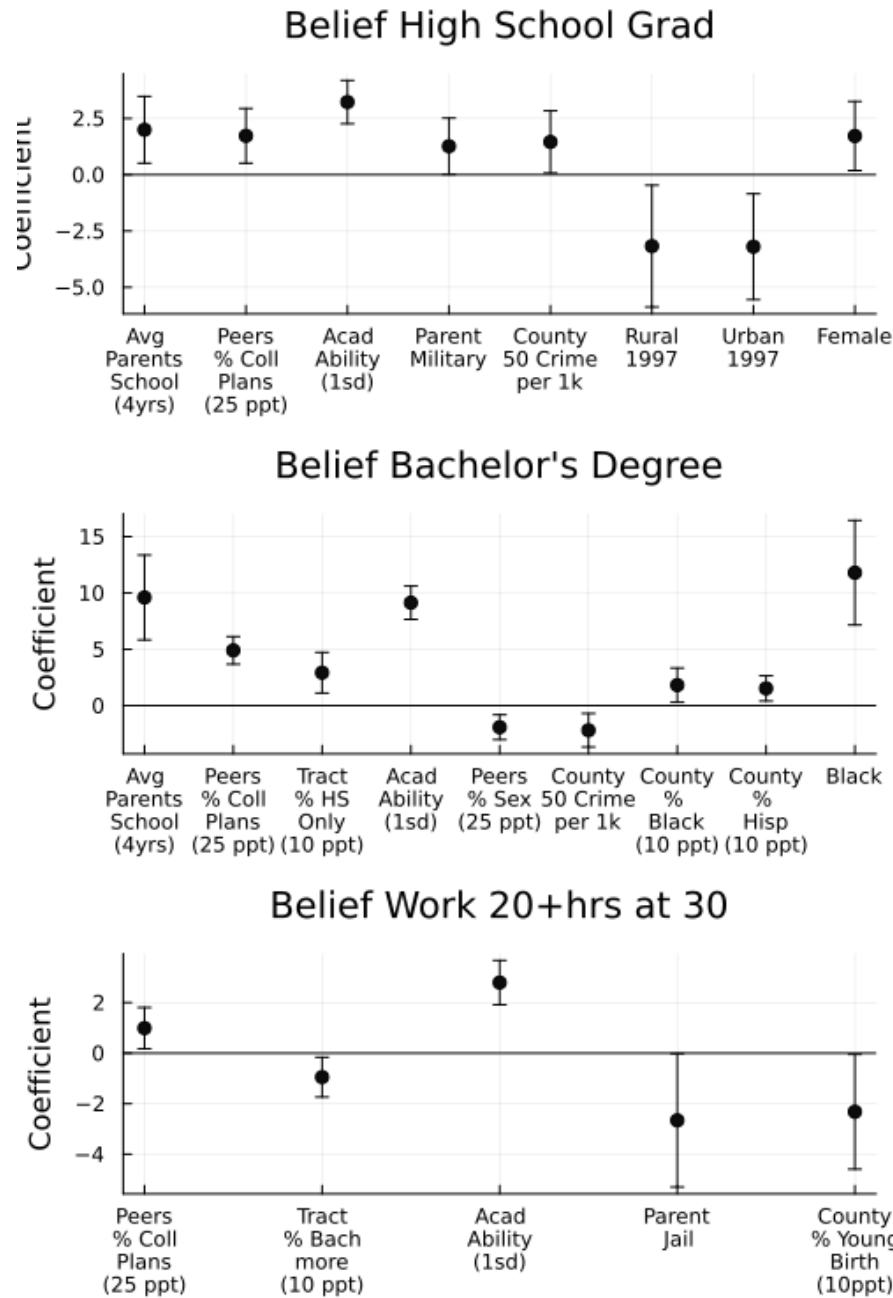 Belief High School Grad
Coefficient
2.5
0.0
−2.5
−5.0
Avg Parents School (4yrs)
Peers % Coll Plans (25 ppt)
Acad Ability (1sd)
Parent Military
County 50 Crime per 1k
Rural 1997
Urban 1997
Female
Belief Bachelor's Degree
Coefficient
15
10
5
0
Avg Parents School (4yrs)
Peers % Coll Plans (25 ppt)
Tract % HS Only (10 ppt)
Acad Ability (1sd)
Peers % Sex (25 ppt)
County 50 Crime per 1k
County % Black (10 ppt)
County % Hisp (10 ppt)
Black
Belief Work 20+hrs at 30
Coefficient
2
0
−2
−4
Peers % Coll Plans (25 ppt)
Tract % Bach more (10 ppt)
Acad Ability (1sd)
Parent Jail
County % Young Birth (10ppt)